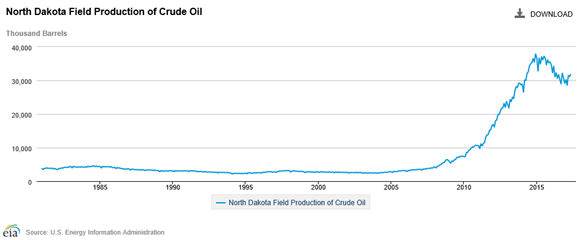 North Dakota Field Production of Crude Oil
DOWNLOAD
Thousand Barrels
40,000
30,000
20,000
10,000
0
1985 1990 1995 2000 2005 2010 2015
North Dakota Field Production of Crude Oil
eia Source: U.S. Energy Information Administration